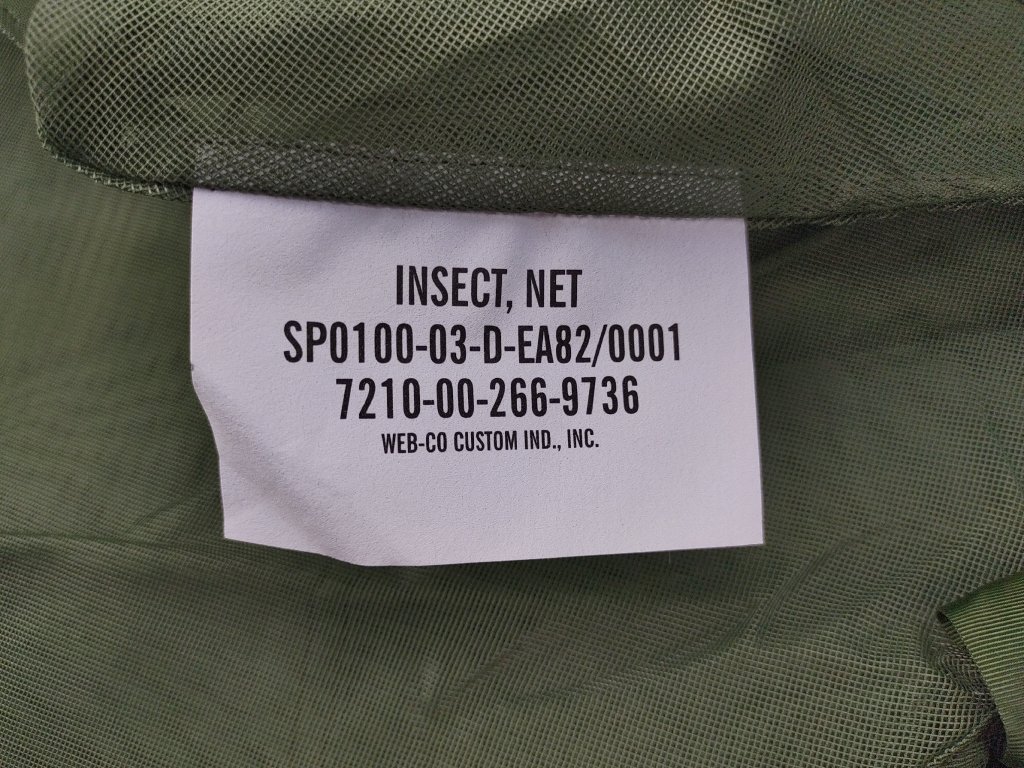 INSECT, NET
SP0100-03-D-EA82/0001
7210-00-266-9736
WEB-CO CUSTOM IND., INC.